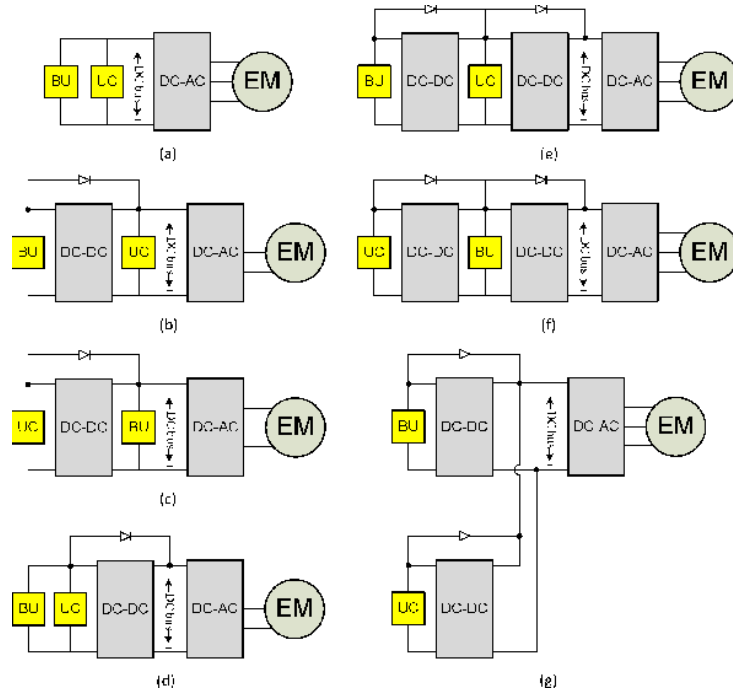 BU
UC
DC bus
DC-AC
EM
(a)
BU
DC-DC
UC
DC bus
DC-AC
EM
(b)
UC
DC-DC
BU
DC bus
DC-AC
EM
(c)
BU
UC
DC-DC
DC bus
DC-AC
EM
(d)
BU
DC-DC
UC
DC-DC
DC bus
DC-AC
EM
(e)
UC
DC-DC
BU
DC-DC
DC bus
DC-AC
EM
(f)
BU
DC-DC
DC bus
DC-AC
EM
UC
DC-DC
(g)